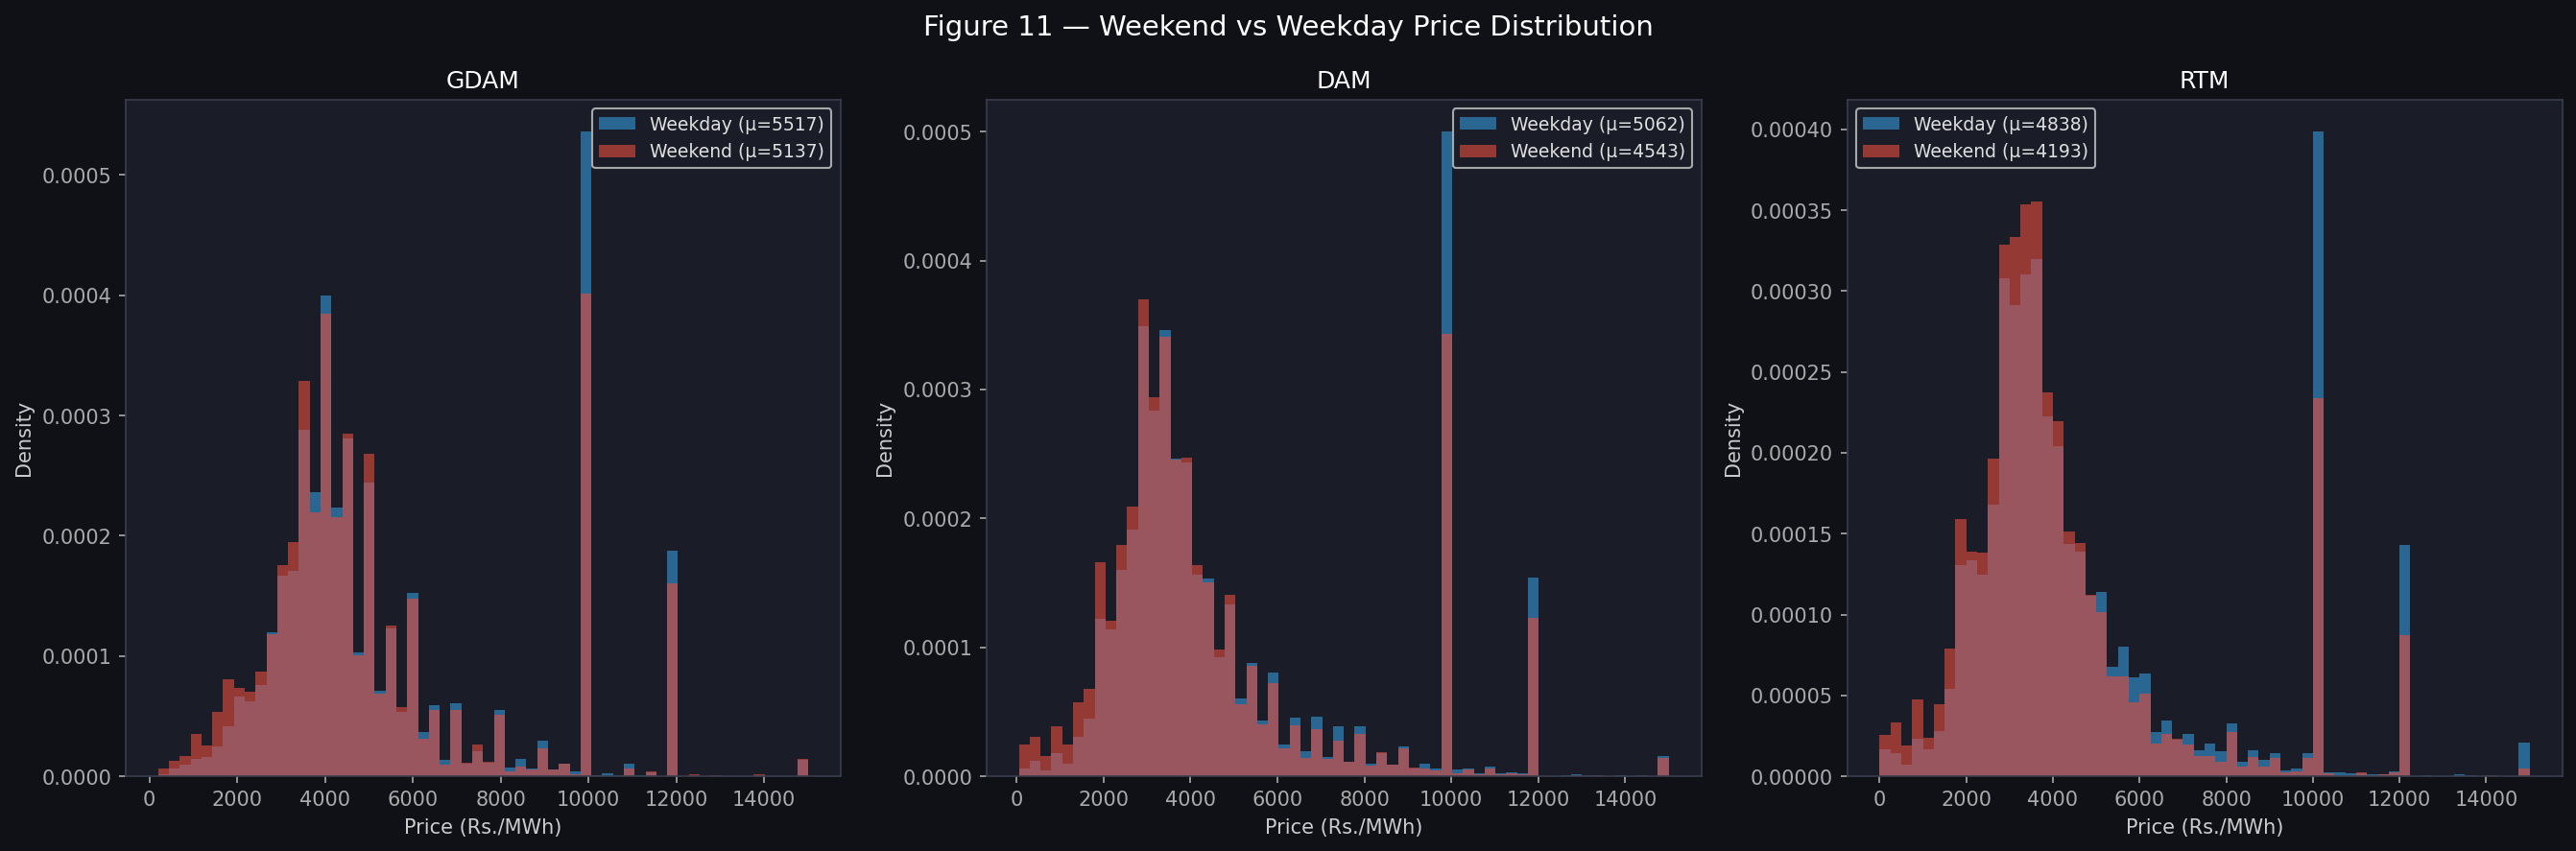 Figure 11 — Weekend vs Weekday Price Distribution
GDAM
Weekday (μ=5517)
Weekend (μ=5137)
Density
0.0005
0.0004
0.0003
0.0002
0.0001
0.0000
0 2000 4000 6000 8000 10000 12000 14000
Price (Rs./MWh)
DAM
Weekday (μ=5062)
Weekend (μ=4543)
Density
0.0005
0.0004
0.0003
0.0002
0.0001
0.0000
0 2000 4000 6000 8000 10000 12000 14000
Price (Rs./MWh)
RTM
Weekday (μ=4838)
Weekend (μ=4193)
Density
0.00040
0.00035
0.00030
0.00025
0.00020
0.00015
0.00010
0.00005
0.00000
0 2000 4000 6000 8000 10000 12000 14000
Price (Rs./MWh)